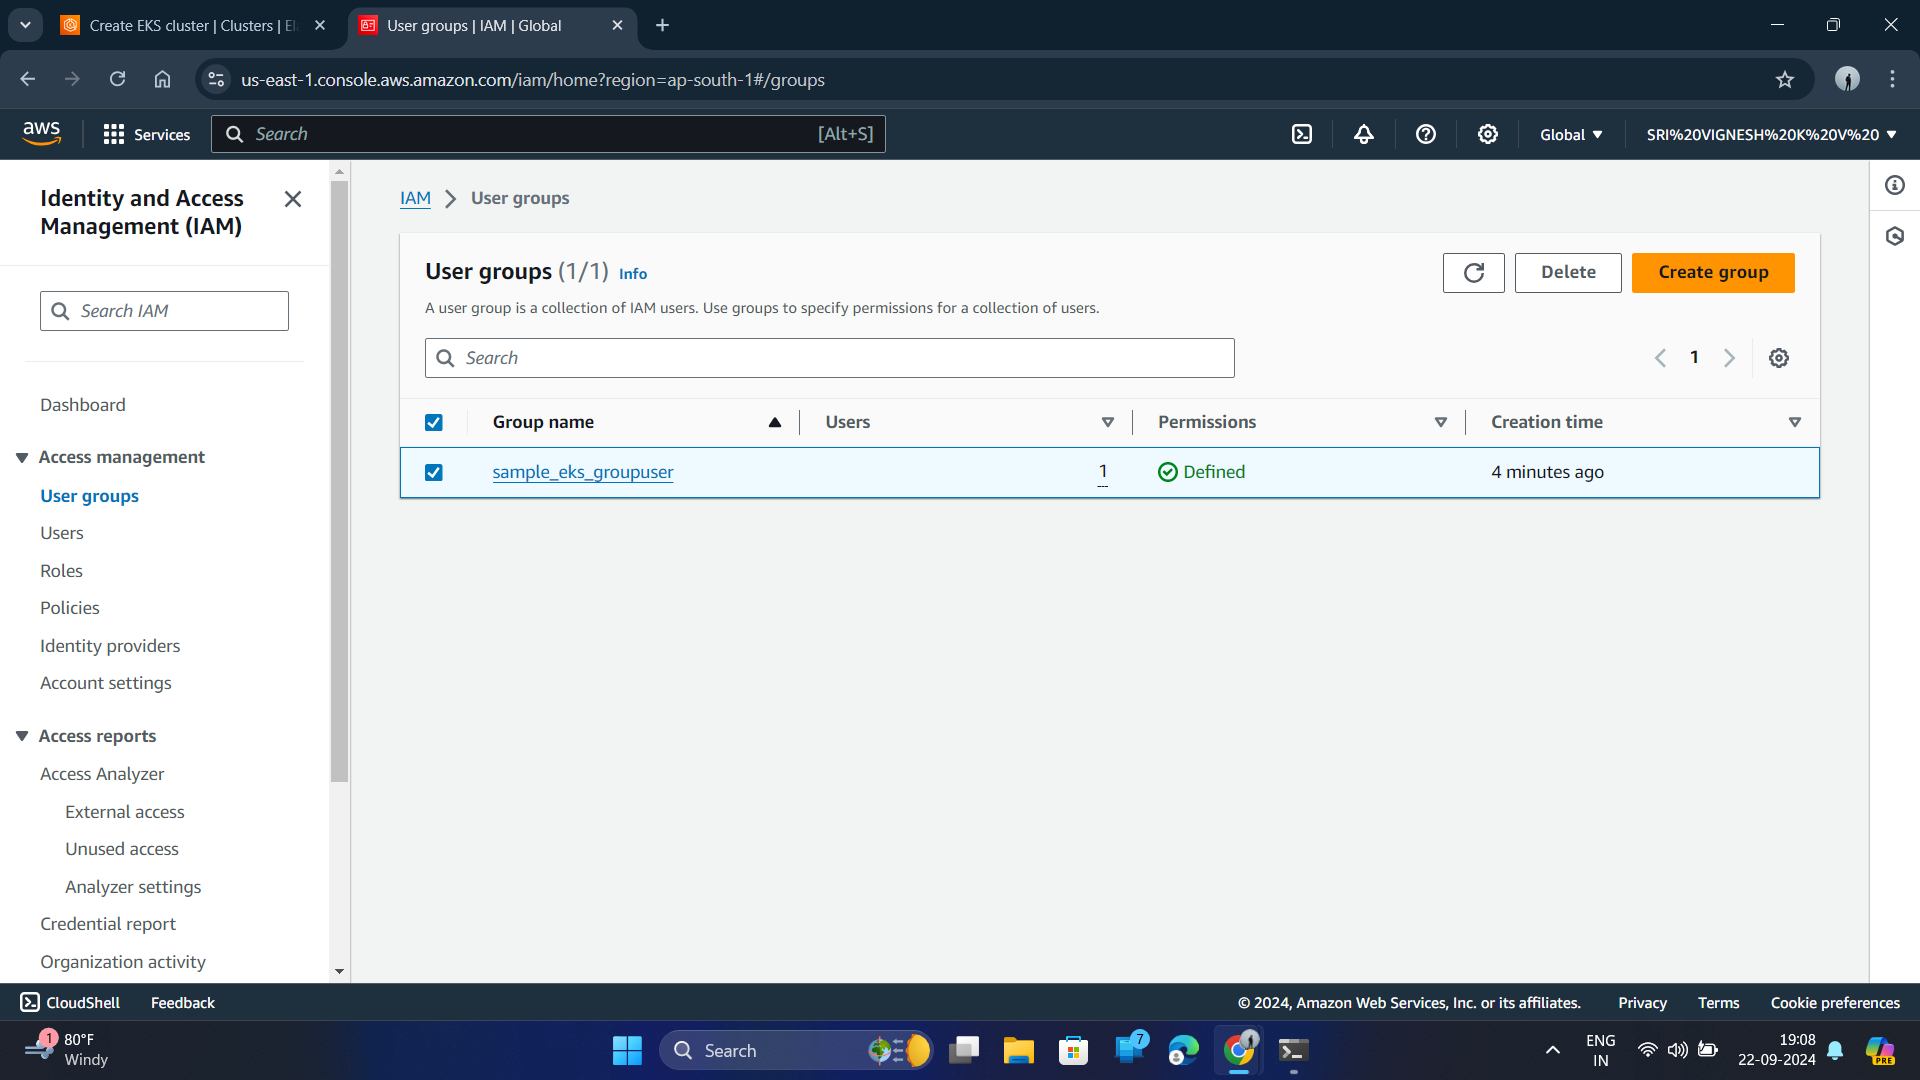 Create EKS cluster | Clusters | El
User groups | IAM | Global
us-east-1.console.aws.amazon.com/iam/home?region=ap-south-1#/groups
aws
Services
Search
[Alt+S]
Global
SRI%20VIGNESH%20K%20V%20
Identity and Access
Management (IAM)
Search IAM
Dashboard
Access management
User groups
Users
Roles
Policies
Identity providers
Account settings
Access reports
Access Analyzer
External access
Unused access
Analyzer settings
Credential report
Organization activity
IAM > User groups
User groups (1/1) Info
A user group is a collection of IAM users. Use groups to specify permissions for a collection of users.
Delete
Create group
Search
1
Group name Users Permissions Creation time
sample_eks_groupuser 1 Defined 4 minutes ago
CloudShell Feedback
© 2024, Amazon Web Services, Inc. or its affiliates. Privacy Terms Cookie preferences
1
80°F
Windy
Search
7
ENG
IN
19:08
22-09-2024
PRE